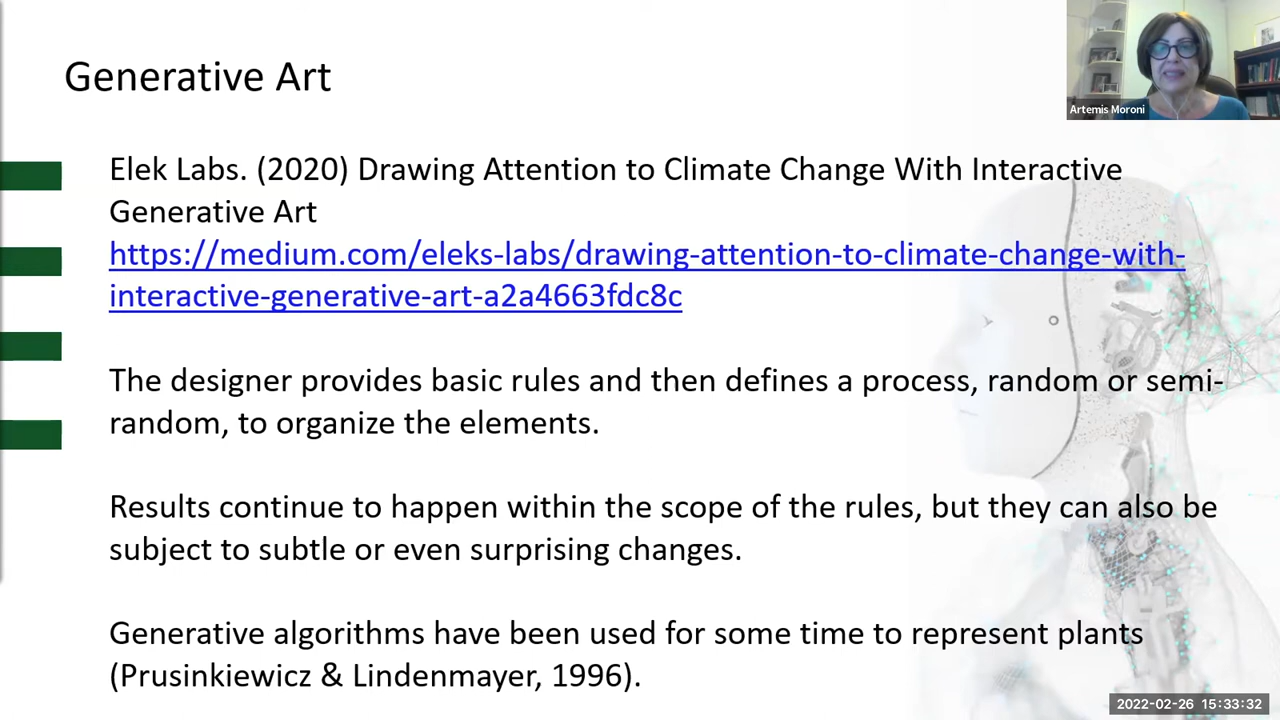 Generative Art
Artemis Moroni
Elek Labs. (2020) Drawing Attention to Climate Change With Interactive
Generative Art
https://medium.com/eleks-labs/drawing-attention-to-climate-change-with-
interactive-generative-art-a2a4663fdc8c
The designer provides basic rules and then defines a process, random or semi-
random, to organize the elements.
Results continue to happen within the scope of the rules, but they can also be
subject to subtle or even surprising changes.
Generative algorithms have been used for some time to represent plants
(Prusinkiewicz & Lindenmayer, 1996).
2022-02-26 15:33:32